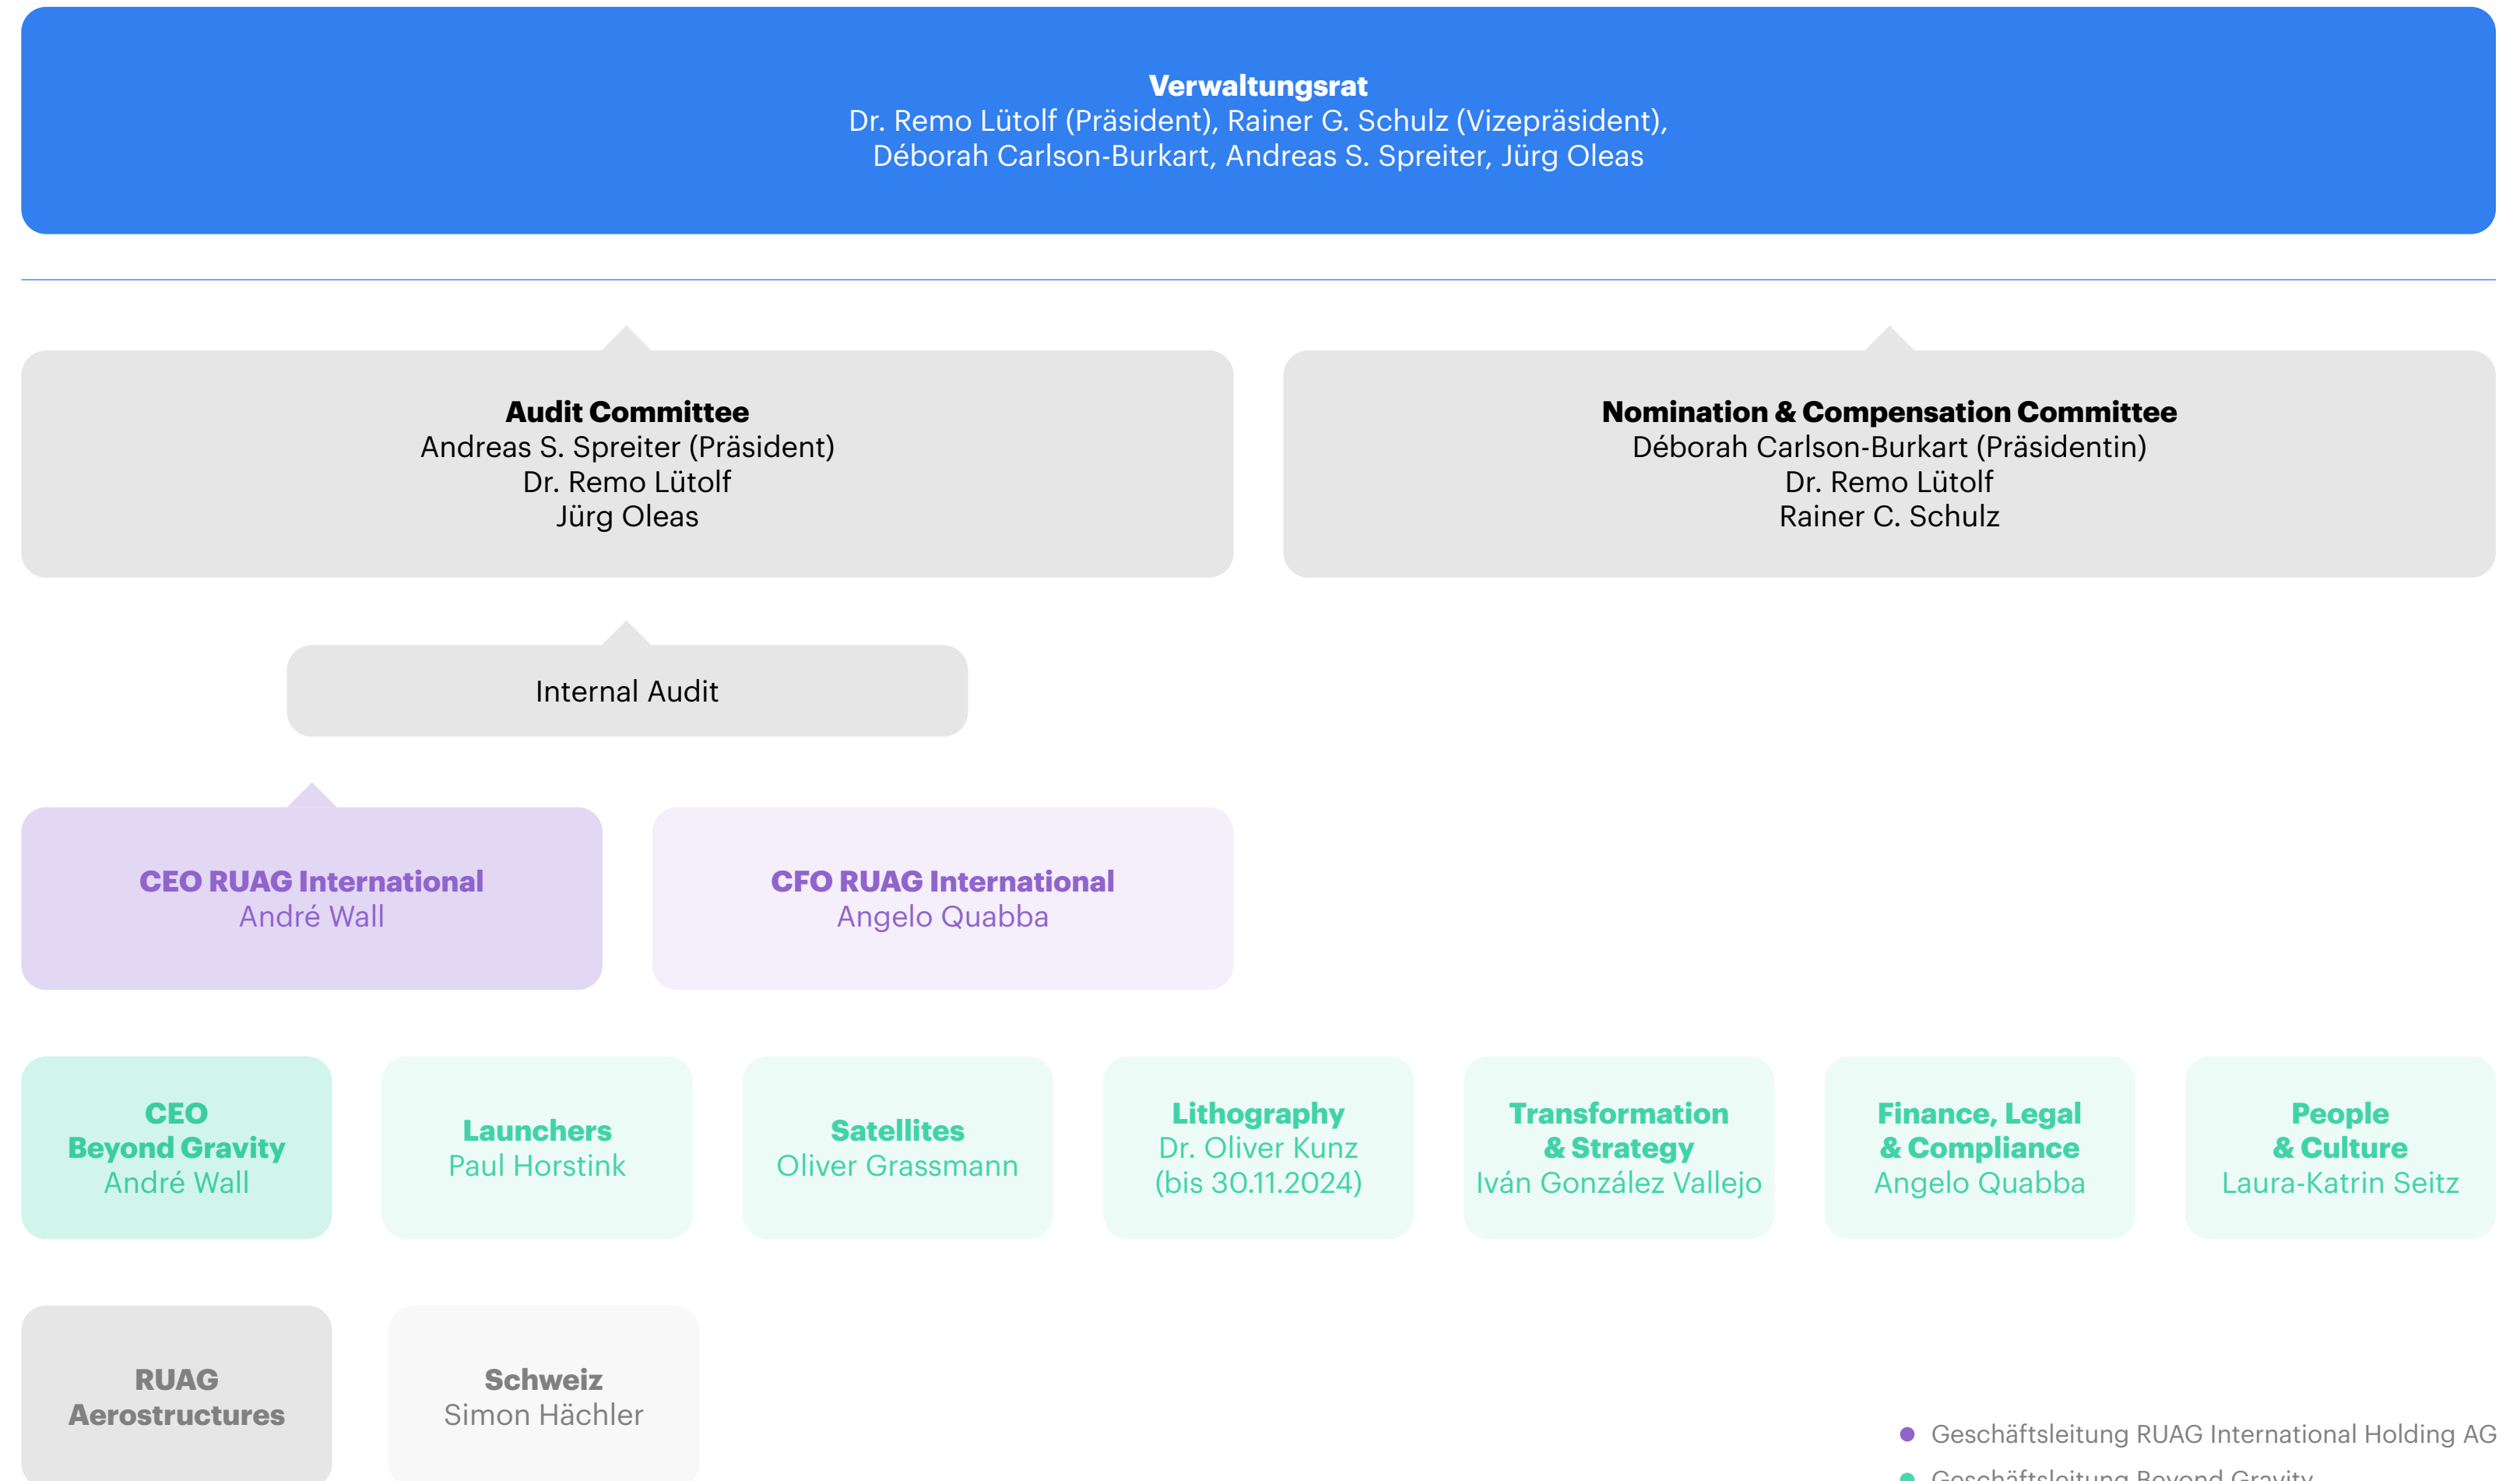 Verwaltungsrat
Dr. Remo Lütolf (Präsident), Rainer G. Schulz (Vizepräsident),
Déborah Carlson-Burkart, Andreas S. Spreiter, Jürg Oleas
Audit Committee
Andreas S. Spreiter (Präsident)
Dr. Remo Lütolf
Jürg Oleas
Nomination & Compensation Committee
Déborah Carlson-Burkart (Präsidentin)
Dr. Remo Lütolf
Rainer C. Schulz
Internal Audit
CEO RUAG International
André Wall
CFO RUAG International
Angelo Quabba
CEO
Beyond Gravity
André Wall
Launchers
Paul Horstink
Satellites
Oliver Grassmann
Lithography
Dr. Oliver Kunz
(bis 30.11.2024)
Transformation
& Strategy
Iván González Vallejo
Finance, Legal
& Compliance
Angelo Quabba
People
& Culture
Laura-Katrin Seitz
RUAG
Aerostructures
Schweiz
Simon Hächler
Geschäftsleitung RUAG International Holding AG
Geschäftsleitung Beyond Gravity